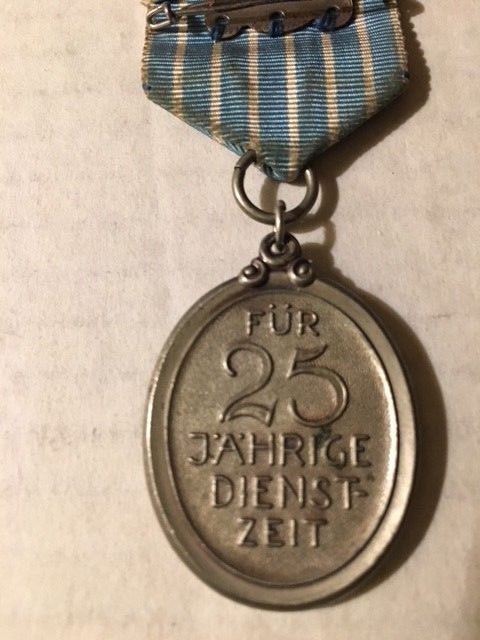 FÜR
25
JÄHRIGE
DIENST-
ZEIT